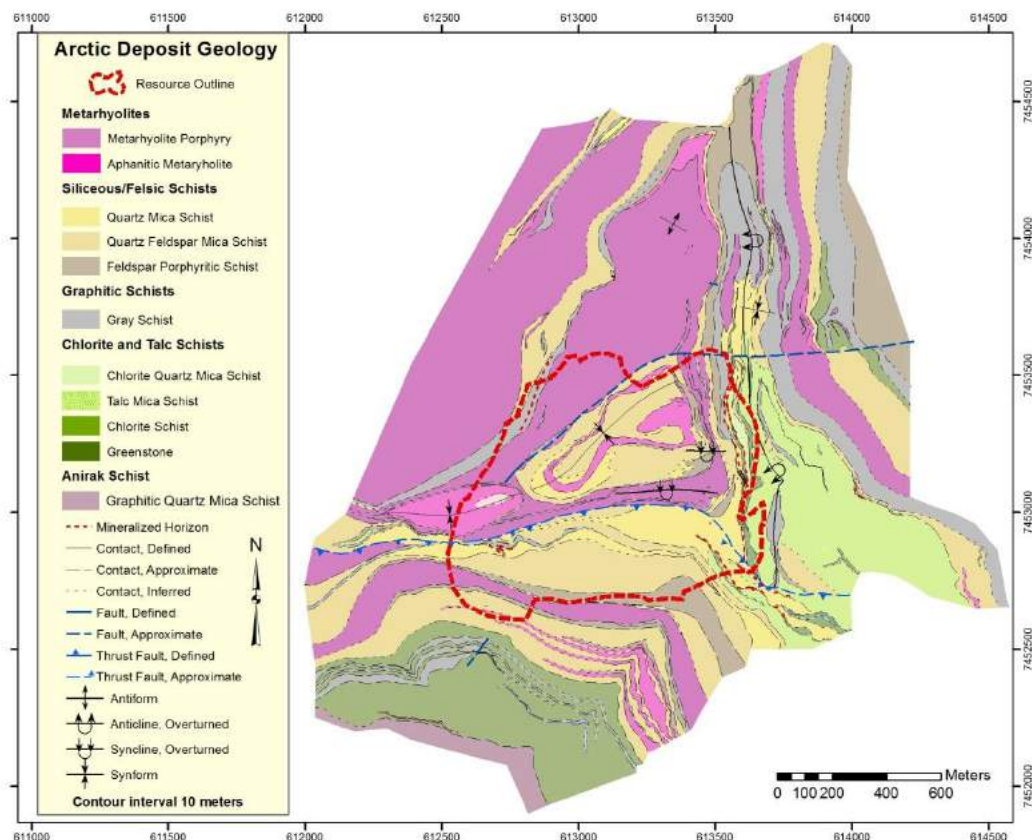 611000 611500 612000 612500 613000 613500 614000 614500
Arctic Deposit Geology
Resource Outline
Metarhyolites
Metarhyolite Porphyry
Aphanitic Metaryholite
Siliceous/Felsic Schists
Quartz Mica Schist
Quartz Feldspar Mica Schist
Feldspar Porphyritic Schist
Graphitic Schists
Gray Schist
Chlorite and Talc Schists
Chlorite Quartz Mica Schist
Talc Mica Schist
Chlorite Schist
Greenstone
Anirak Schist
Graphitic Quartz Mica Schist
Mineralized Horizon
Contact, Defined
Contact, Approximate
Contact, Inferred
Fault, Defined
Fault, Approximate
Thrust Fault, Defined
Thrust Fault, Approximate
Antiform
Anticline, Overturned
Syncline, Overturned
Synform
Contour interval 10 meters
N
7454500
7454000
7453500
7453000
7452500
7452000
Meters
0 100 200 400 600
611000 611500 612000 612500 613000 613500 614000 614500